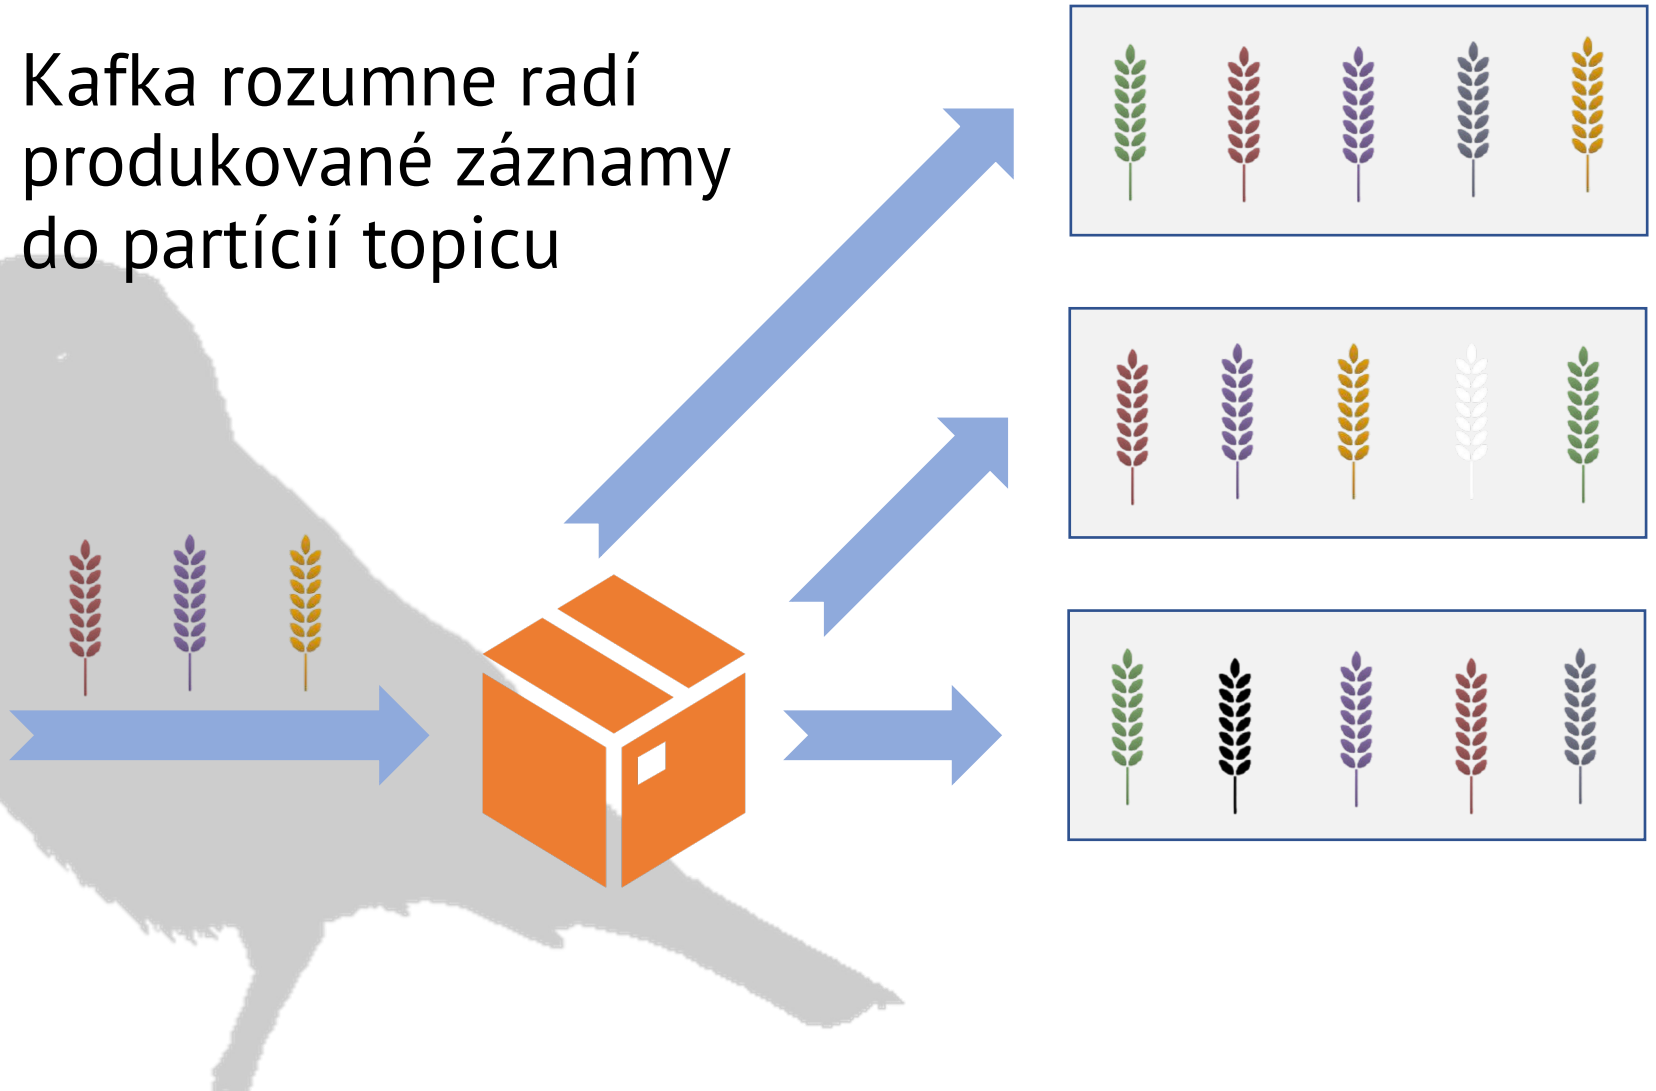 Kafka rozumne radí
produkované záznamy
do partícií topicu